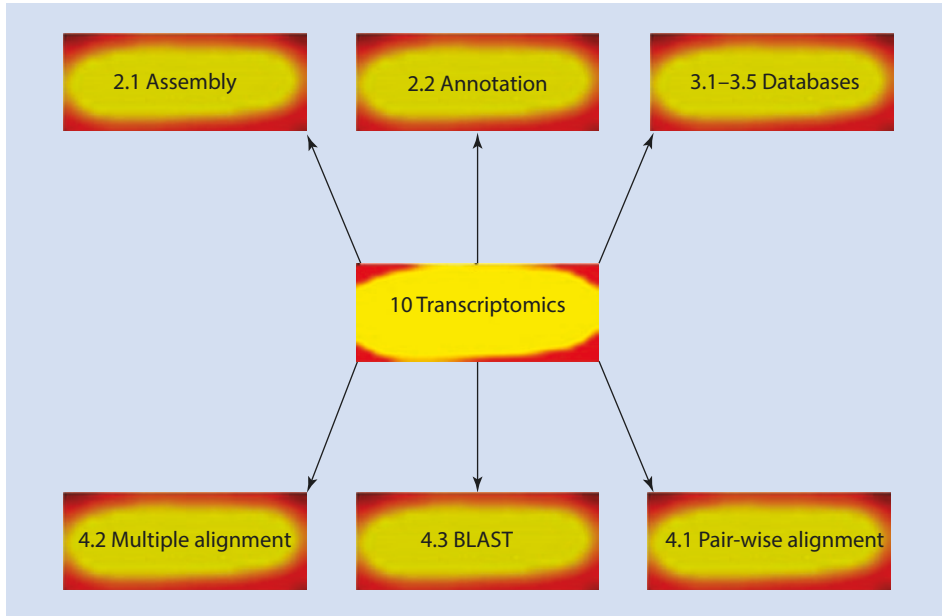 2.1 Assembly
2.2 Annotation
3.1–3.5 Databases
10 Transcriptomics
4.2 Multiple alignment
4.3 BLAST
4.1 Pair-wise alignment